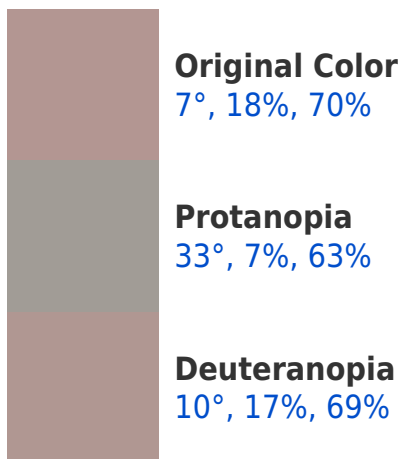 Original Color
7°, 18%, 70%
Protanopia
33°, 7%, 63%
Deuteranopia
10°, 17%, 69%